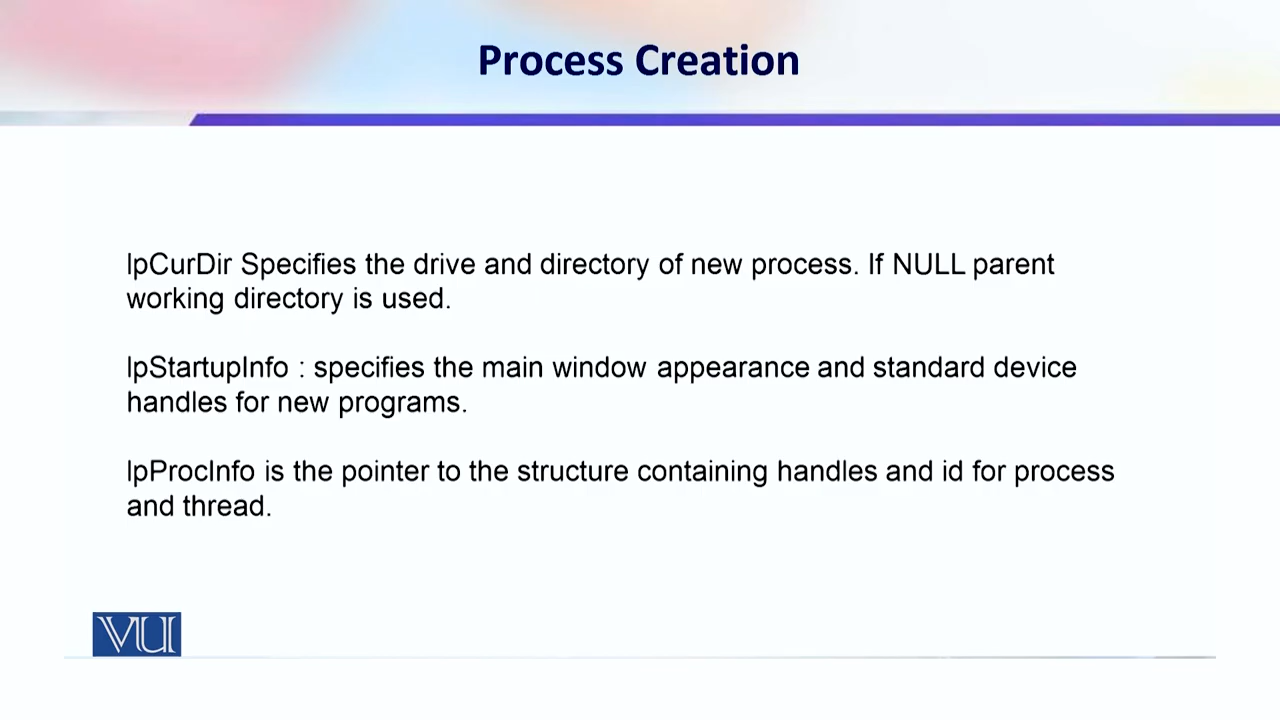 Process Creation
lpCurDir Specifies the drive and directory of new process. If NULL parent
working directory is used.
lpStartupInfo : specifies the main window appearance and standard device
handles for new programs.
lpProcInfo is the pointer to the structure containing handles and id for process
and thread.
VU